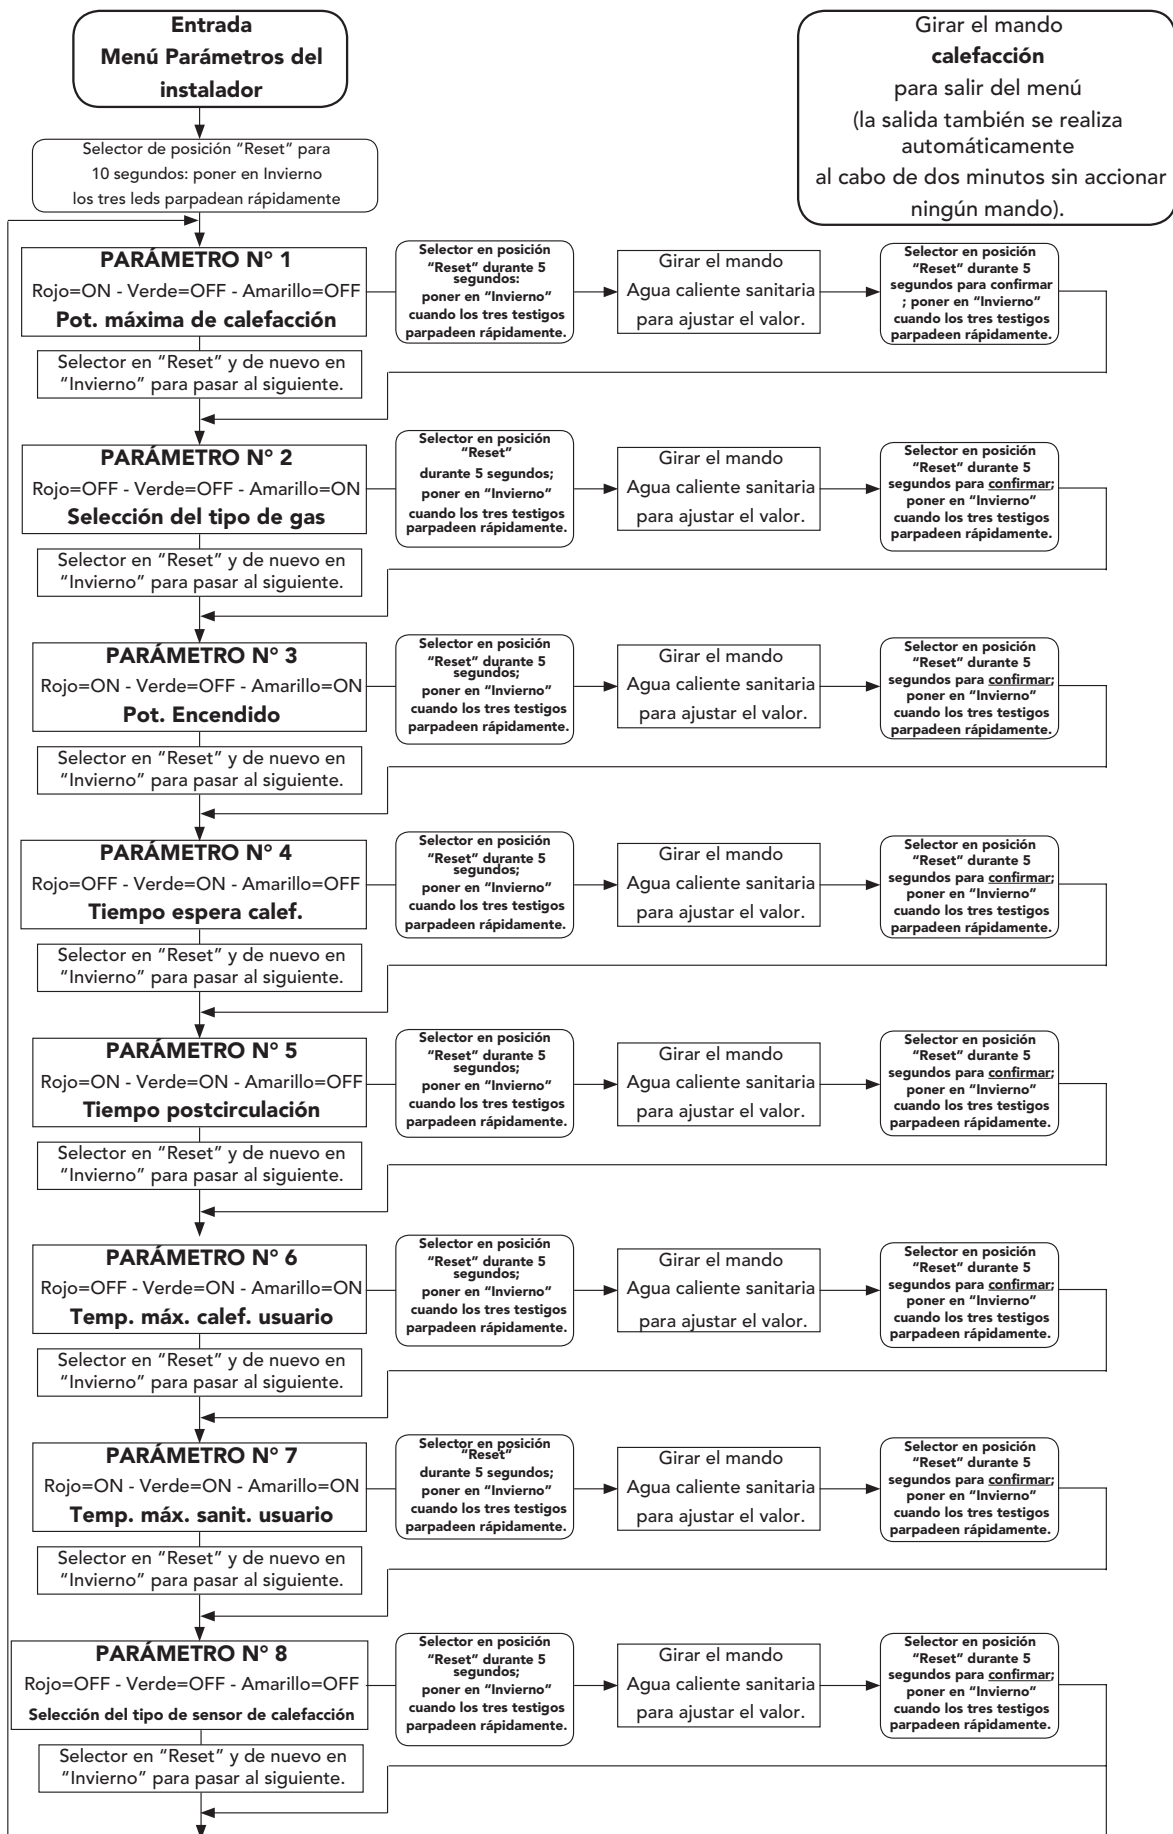 Entrada
Menú Parámetros del
instalador
Girar el mando
calefacción
para salir del menú
(la salida también se realiza
automáticamente
al cabo de dos minutos sin accionar
ningún mando).
Selector de posición “Reset” para
10 segundos: poner en Invierno
los tres leds parpadean rápidamente
PARÁMETRO N° 1
Rojo=ON - Verde=OFF - Amarillo=OFF
Pot. máxima de calefacción
Selector en posición
“Reset” durante 5
segundos:
poner en “Invierno”
cuando los tres testigos
parpadeen rápidamente.
Girar el mando
Agua caliente sanitaria
para ajustar el valor.
Selector en posición
“Reset” durante 5
segundos para confirmar
; poner en “Invierno”
cuando los tres testigos
parpadeen rápidamente.
Selector en “Reset” y de nuevo en
“Invierno” para pasar al siguiente.
PARÁMETRO N° 2
Rojo=OFF - Verde=OFF - Amarillo=ON
Selección del tipo de gas
Selector en posición
“Reset”
durante 5 segundos;
poner en “Invierno”
cuando los tres testigos
parpadeen rápidamente.
Girar el mando
Agua caliente sanitaria
para ajustar el valor.
Selector en posición
“Reset” durante 5
segundos para confirmar;
poner en “Invierno”
cuando los tres testigos
parpadeen rápidamente.
Selector en “Reset” y de nuevo en
“Invierno” para pasar al siguiente.
PARÁMETRO N° 3
Rojo=ON - Verde=OFF - Amarillo=ON
Pot. Encendido
Selector en posición
“Reset” durante 5
segundos;
poner en “Invierno”
cuando los tres testigos
parpadeen rápidamente.
Girar el mando
Agua caliente sanitaria
para ajustar el valor.
Selector en posición
“Reset” durante 5
segundos para confirmar;
poner en “Invierno”
cuando los tres testigos
parpadeen rápidamente.
Selector en “Reset” y de nuevo en
“Invierno” para pasar al siguiente.
PARÁMETRO N° 4
Rojo=OFF - Verde=ON - Amarillo=OFF
Tiempo espera calef.
Selector en posición
“Reset” durante 5
segundos;
poner en “Invierno”
cuando los tres testigos
parpadeen rápidamente.
Girar el mando
Agua caliente sanitaria
para ajustar el valor.
Selector en posición
“Reset” durante 5
segundos para confirmar;
poner en “Invierno”
cuando los tres testigos
parpadeen rápidamente.
Selector en “Reset” y de nuevo en
“Invierno” para pasar al siguiente.
PARÁMETRO N° 5
Rojo=ON - Verde=ON - Amarillo=OFF
Tiempo postcirculación
Selector en posición
“Reset” durante 5
segundos;
poner en “Invierno”
cuando los tres testigos
parpadeen rápidamente.
Girar el mando
Agua caliente sanitaria
para ajustar el valor.
Selector en posición
“Reset” durante 5
segundos para confirmar;
poner en “Invierno”
cuando los tres testigos
parpadeen rápidamente.
Selector en “Reset” y de nuevo en
“Invierno” para pasar al siguiente.
PARÁMETRO N° 6
Rojo=OFF - Verde=ON - Amarillo=ON
Temp. máx. calef. usuario
Selector en posición
“Reset” durante 5
segundos;
poner en “Invierno”
cuando los tres testigos
parpadeen rápidamente.
Girar el mando
Agua caliente sanitaria
para ajustar el valor.
Selector en posición
“Reset” durante 5
segundos para confirmar;
poner en “Invierno”
cuando los tres testigos
parpadeen rápidamente.
Selector en “Reset” y de nuevo en
“Invierno” para pasar al siguiente.
PARÁMETRO N° 7
Rojo=ON - Verde=ON - Amarillo=ON
Temp. máx. sanit. usuario
Selector en posición
“Reset”
durante 5 segundos;
poner en “Invierno”
cuando los tres testigos
parpadeen rápidamente.
Girar el mando
Agua caliente sanitaria
para ajustar el valor.
Selector en posición
“Reset” durante 5
segundos para confirmar;
poner en “Invierno”
cuando los tres testigos
parpadeen rápidamente.
Selector en “Reset” y de nuevo en
“Invierno” para pasar al siguiente.
PARÁMETRO N° 8
Rojo=OFF - Verde=OFF - Amarillo=OFF
Selección del tipo de sensor de calefacción
Selector en posición
“Reset” durante 5
segundos;
poner en “Invierno”
cuando los tres testigos
parpadeen rápidamente.
Girar el mando
Agua caliente sanitaria
para ajustar el valor.
Selector en posición
“Reset” durante 5
segundos para confirmar;
poner en “Invierno”
cuando los tres testigos
parpadeen rápidamente.
Selector en “Reset” y de nuevo en
“Invierno” para pasar al siguiente.